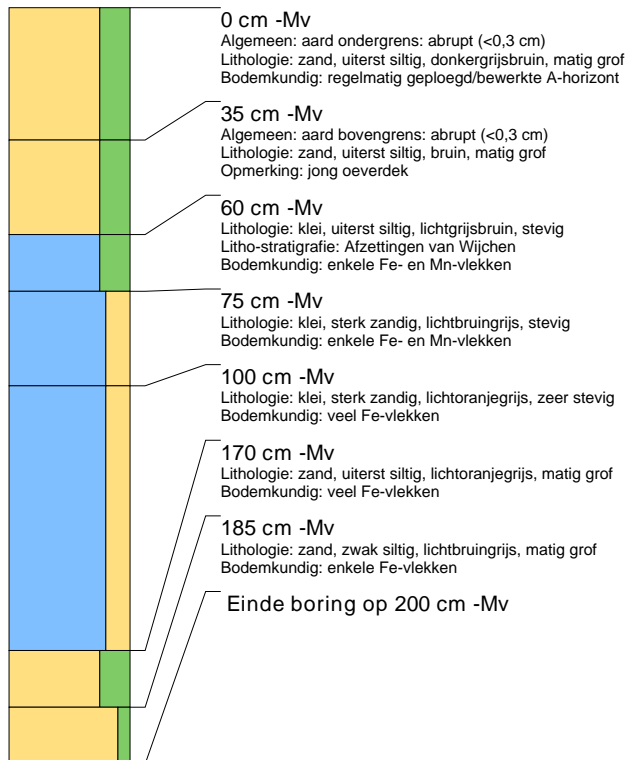 0 cm -Mv
Algemeen: aard ondergrens: abrupt (<0,3 cm)
Lithologie: zand, uiterst siltig, donkergrijsbruin, matig grof
Bodemkundig: regelmatig geploegd/bewerkte A-horizont
35 cm -Mv
Algemeen: aard bovengrens: abrupt (<0,3 cm)
Lithologie: zand, uiterst siltig, bruin, matig grof
Opmerking: jong oeverdek
60 cm -Mv
Lithologie: klei, uiterst siltig, lichtgrijsbruin, stevig
Litho-stratigrafie: Afzettingen van Wijchen
Bodemkundig: enkele Fe- en Mn-vlekken
75 cm -Mv
Lithologie: klei, sterk zandig, lichtbruingrijs, stevig
Bodemkundig: enkele Fe- en Mn-vlekken
100 cm -Mv
Lithologie: klei, sterk zandig, lichtoranjegrijs, zeer stevig
Bodemkundig: veel Fe-vlekken
170 cm -Mv
Lithologie: zand, uiterst siltig, lichtoranjegrijs, matig grof
Bodemkundig: veel Fe-vlekken
185 cm -Mv
Lithologie: zand, zwak siltig, lichtbruingrijs, matig grof
Bodemkundig: enkele Fe-vlekken
Einde boring op 200 cm -Mv